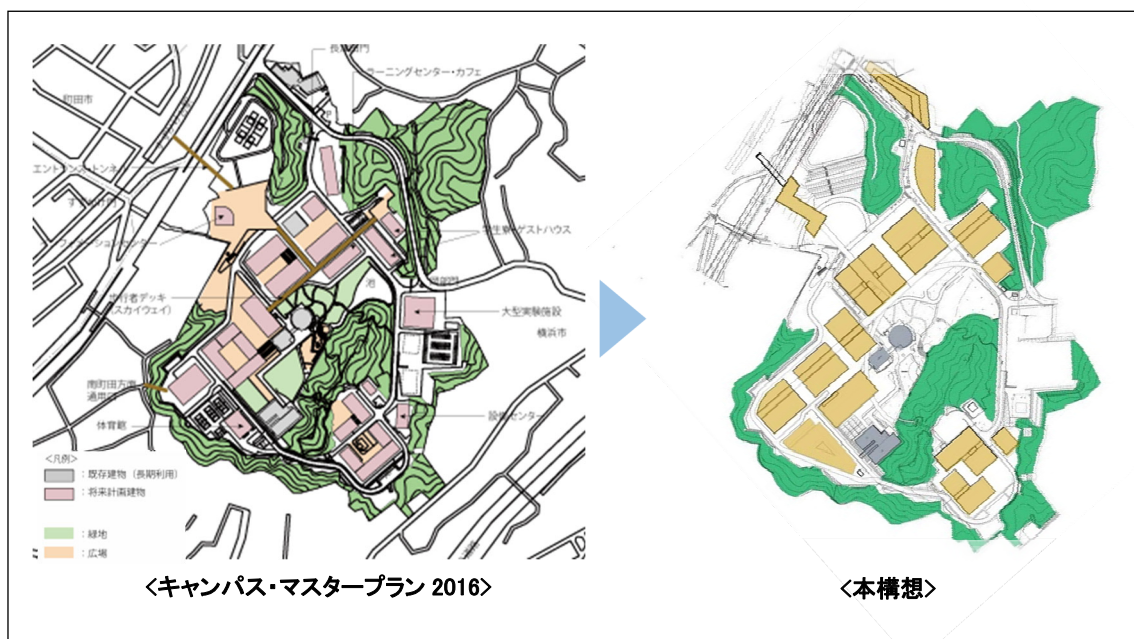 ラーニングセンター・カフェ
町田市
エントランス・トンネル
学生寮・ゲストハウス
池
歩行者デッキ
(スカイウェイ)
大型実験施設
横浜市
南町田方面
通用口
設備センター
体育館
<凡例>
：既存建物（長期利用）
：将来計画建物
：緑地
：広場
<キャンパス・マスタープラン 2016>
<本構想>